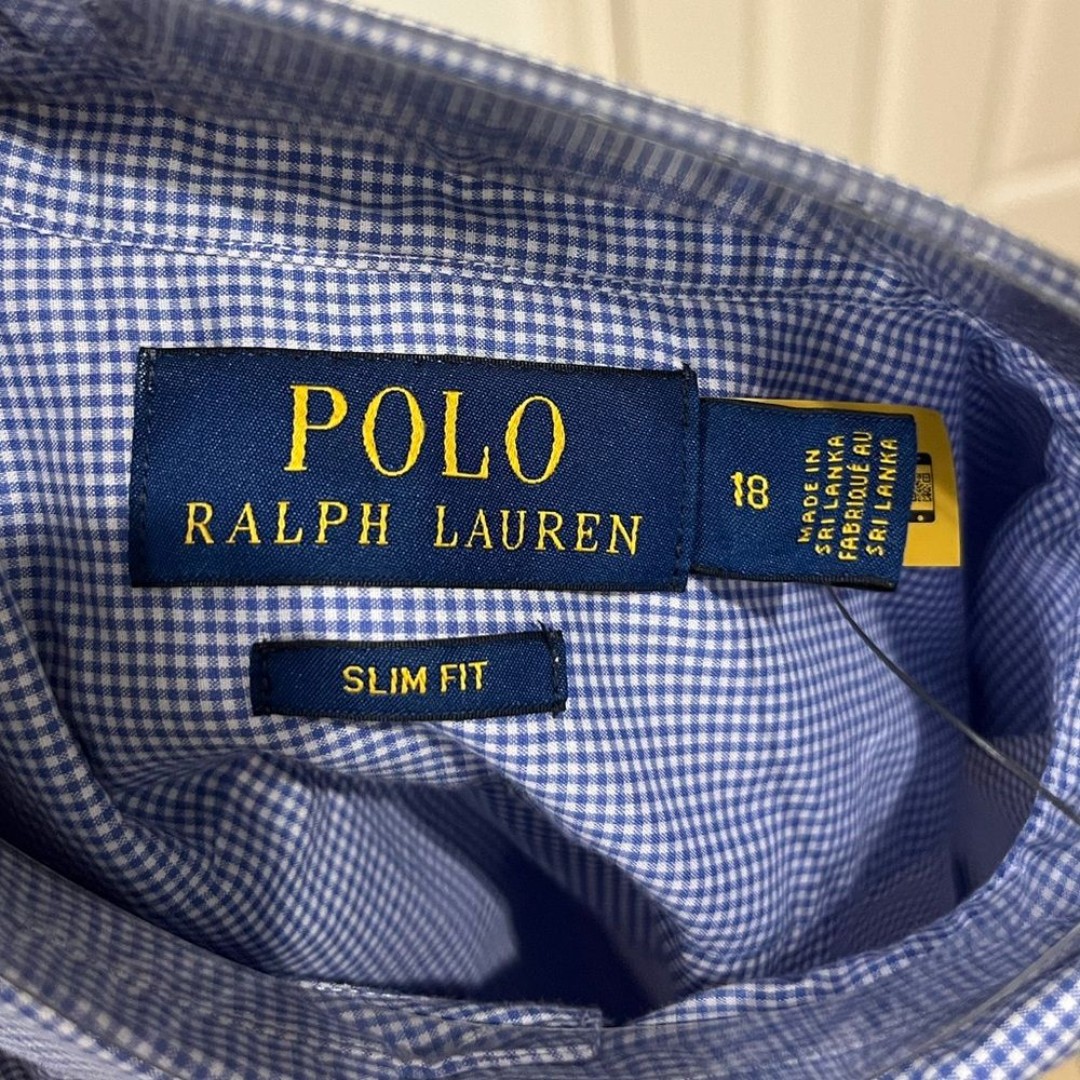 POLO
RALPH LAUREN
18
MADE IN
SRI LANKA
FABRIQUÉ AU
SRI LANKA
SLIM FIT